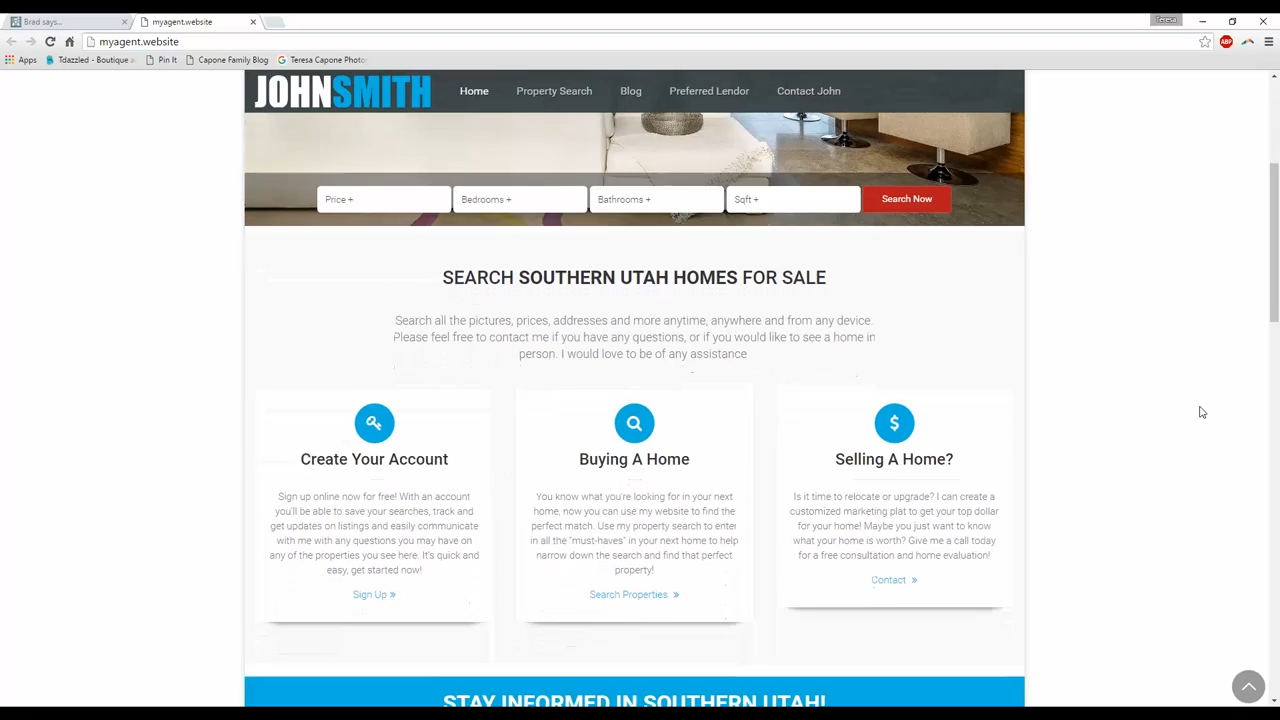 Brad says...
myagent.website
Teresa
myagent.website
ABP
Apps
Tdazzled - Boutique
Pin It
Capone Family Blog
Teresa Capone Photo
JOHNSMITH
Home
Property Search
Blog
Preferred Lendor
Contact John
Price +
Bedrooms +
Bathrooms +
Sqft +
Search Now
SEARCH SOUTHERN UTAH HOMES FOR SALE
Search all the pictures, prices, addresses and more anytime, anywhere and from any device.
Please feel free to contact me if you have any questions, or if you would like to see a home in
person. I would love to be of any assistance
Create Your Account
Sign up online now for free! With an account
you'll be able to save your searches, track and
get updates on listings and easily communicate
with me with any questions you may have on
any of the properties you see here. It's quick and
easy, get started now!
Sign Up »
Buying A Home
You know what you're looking for in your next
home, now you can use my website to find the
perfect match. Use my property search to enter
in all the "must-haves" in your next home to help
narrow down the search and find that perfect
property!
Search Properties »
$
Selling A Home?
Is it time to relocate or upgrade? I can create a
customized marketing plat to get your top dollar
for your home! Maybe you just want to know
what your home is worth? Give me a call today
for a free consultation and home evaluation!
Contact »
STAY INFORMED IN SOUTHERN UTAH!